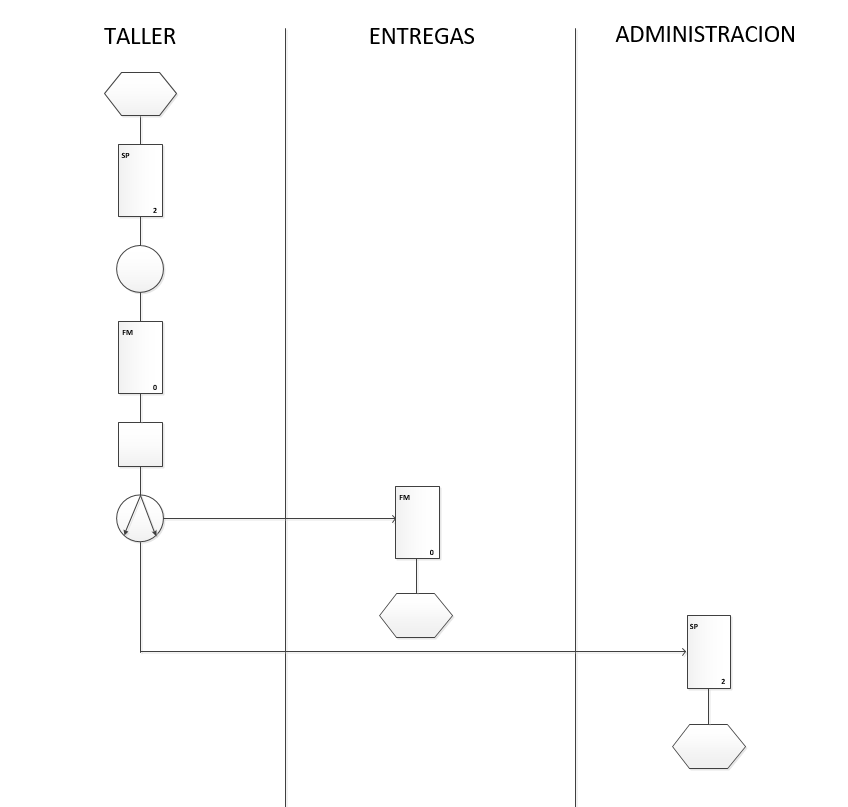 TALLER
ENTREGAS
ADMINISTRACION
SP
2
FM
0
FM
0
SP
2